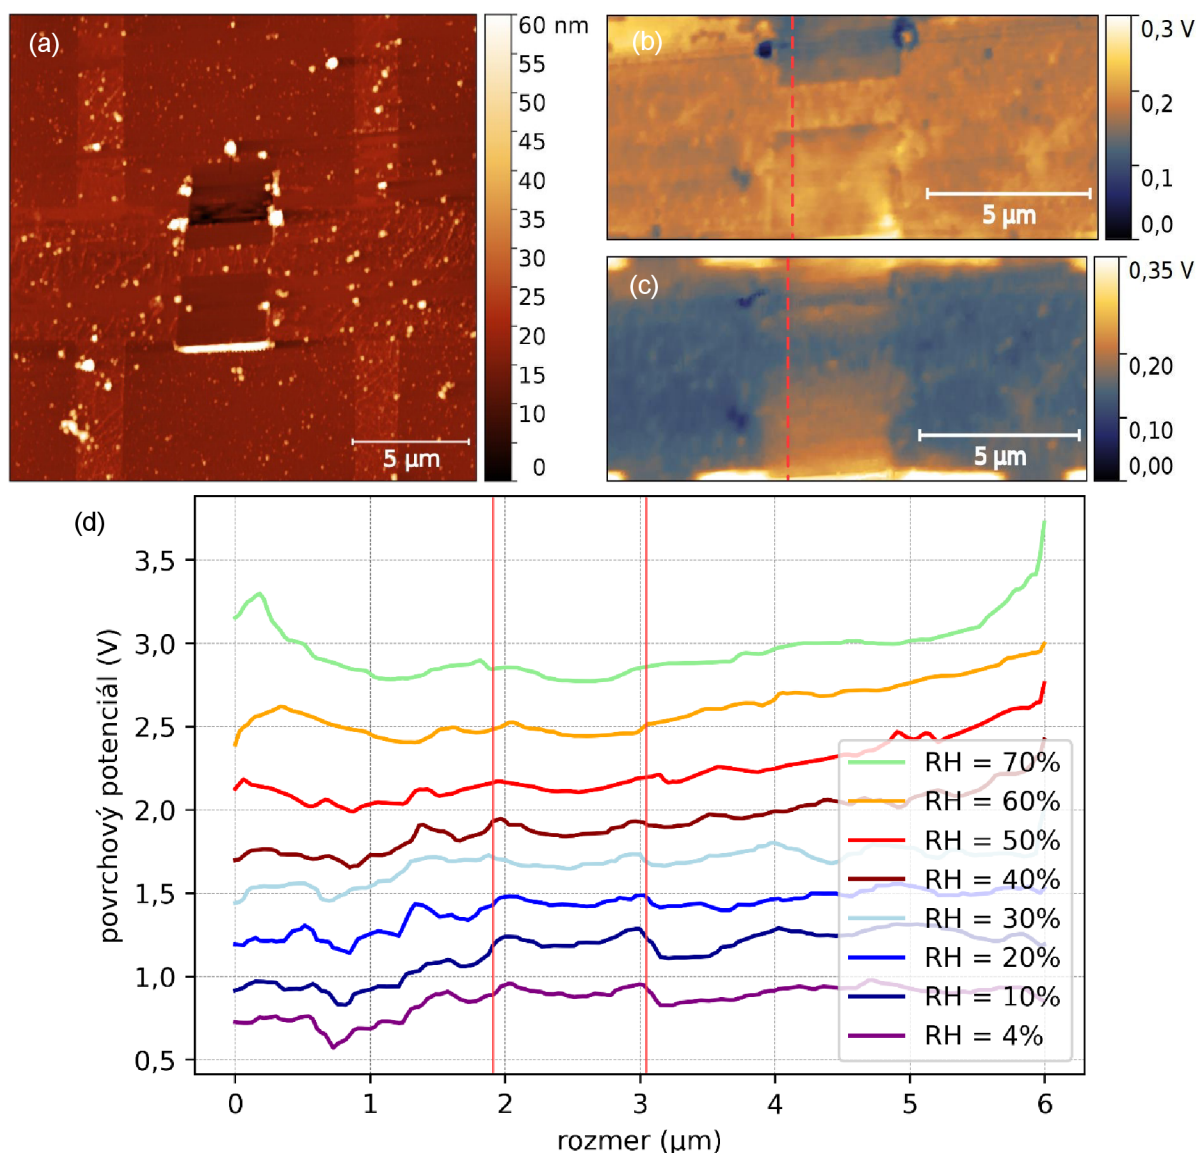 (a)
60 nm
55
50
45
40
35
30
25
20
15
10
0
5 µm
(b)
0,3 V
0,2
0,1
0,0
5 µm
(c)
0,35 V
0,20
0,10
0,00
5 µm
(d)
povrchový potenciál (V)
3,5
3,0
2,5
2,0
1,5
1,0
0,5
RH = 70%
RH = 60%
RH = 50%
RH = 40%
RH = 30%
RH = 20%
RH = 10%
RH = 4%
0 1 2 3 4 5 6
rozmer (µm)